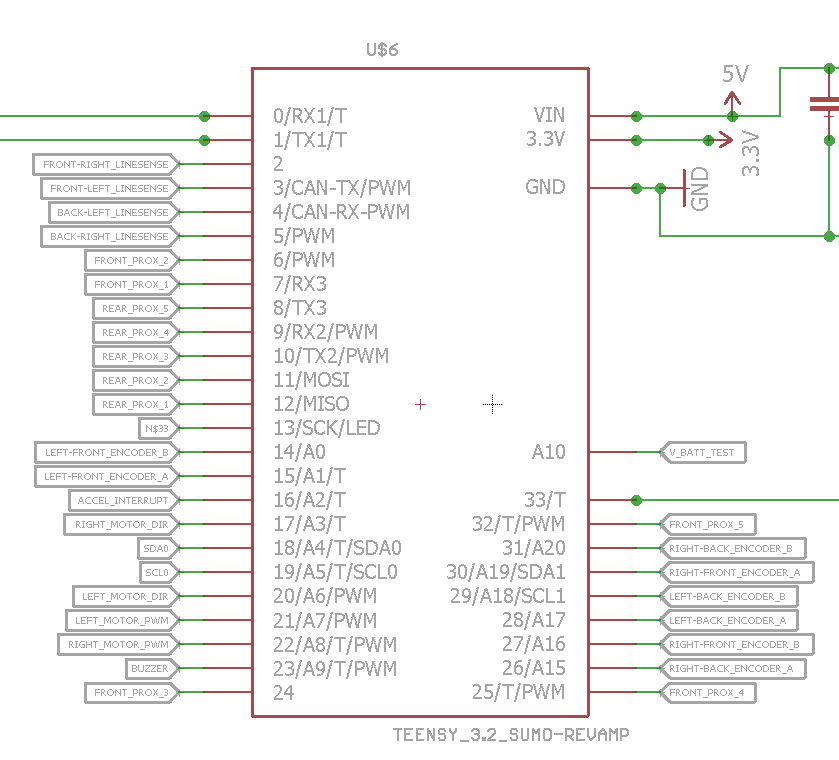 U$6
5V
0/RX1/T VIN
1/TX1/T 3.3V 3.3V
FRONT-RIGHT_LINESENSE 2
FRONT-LEFT_LINESENSE 3/CAN-TX/PWM GND GND
BACK-LEFT_LINESENSE 4/CAN-RX-PWM
BACK-RIGHT_LINESENSE 5/PWM
FRONT_PROX_2 6/PWM
FRONT_PROX_1 7/RX3
REAR_PROX_5 8/TX3
REAR_PROX_4 9/RX2/PWM
REAR_PROX_3 10/TX2/PWM
REAR_PROX_2 11/MOSI
REAR_PROX_1 12/MISO
N$33 13/SCK/LED
LEFT-FRONT_ENCODER_B 14/A0 A10 V_BATT_TEST
LEFT-FRONT_ENCODER_A 15/A1/T
ACCEL_INTERRUPT 16/A2/T 33/T
RIGHT_MOTOR_DIR 17/A3/T 32/T/PWM FRONT_PROX_5
SDA0 18/A4/T/SDA0 31/A20 RIGHT-BACK_ENCODER_B
SCL0 19/A5/T/SCL0 30/A19/SDA1 RIGHT-FRONT_ENCODER_A
LEFT_MOTOR_DIR 20/A6/PWM 29/A18/SCL1 LEFT-BACK_ENCODER_B
LEFT_MOTOR_PWM 21/A7/PWM 28/A17 LEFT-BACK_ENCODER_A
RIGHT_MOTOR_PWM 22/A8/T/PWM 27/A16 RIGHT-FRONT_ENCODER_B
BUZZER 23/A9/T/PWM 26/A15 RIGHT-BACK_ENCODER_A
FRONT_PROX_3 24 25/T/PWM FRONT_PROX_4
TEENSY_3.2_SUMO-REVAMP